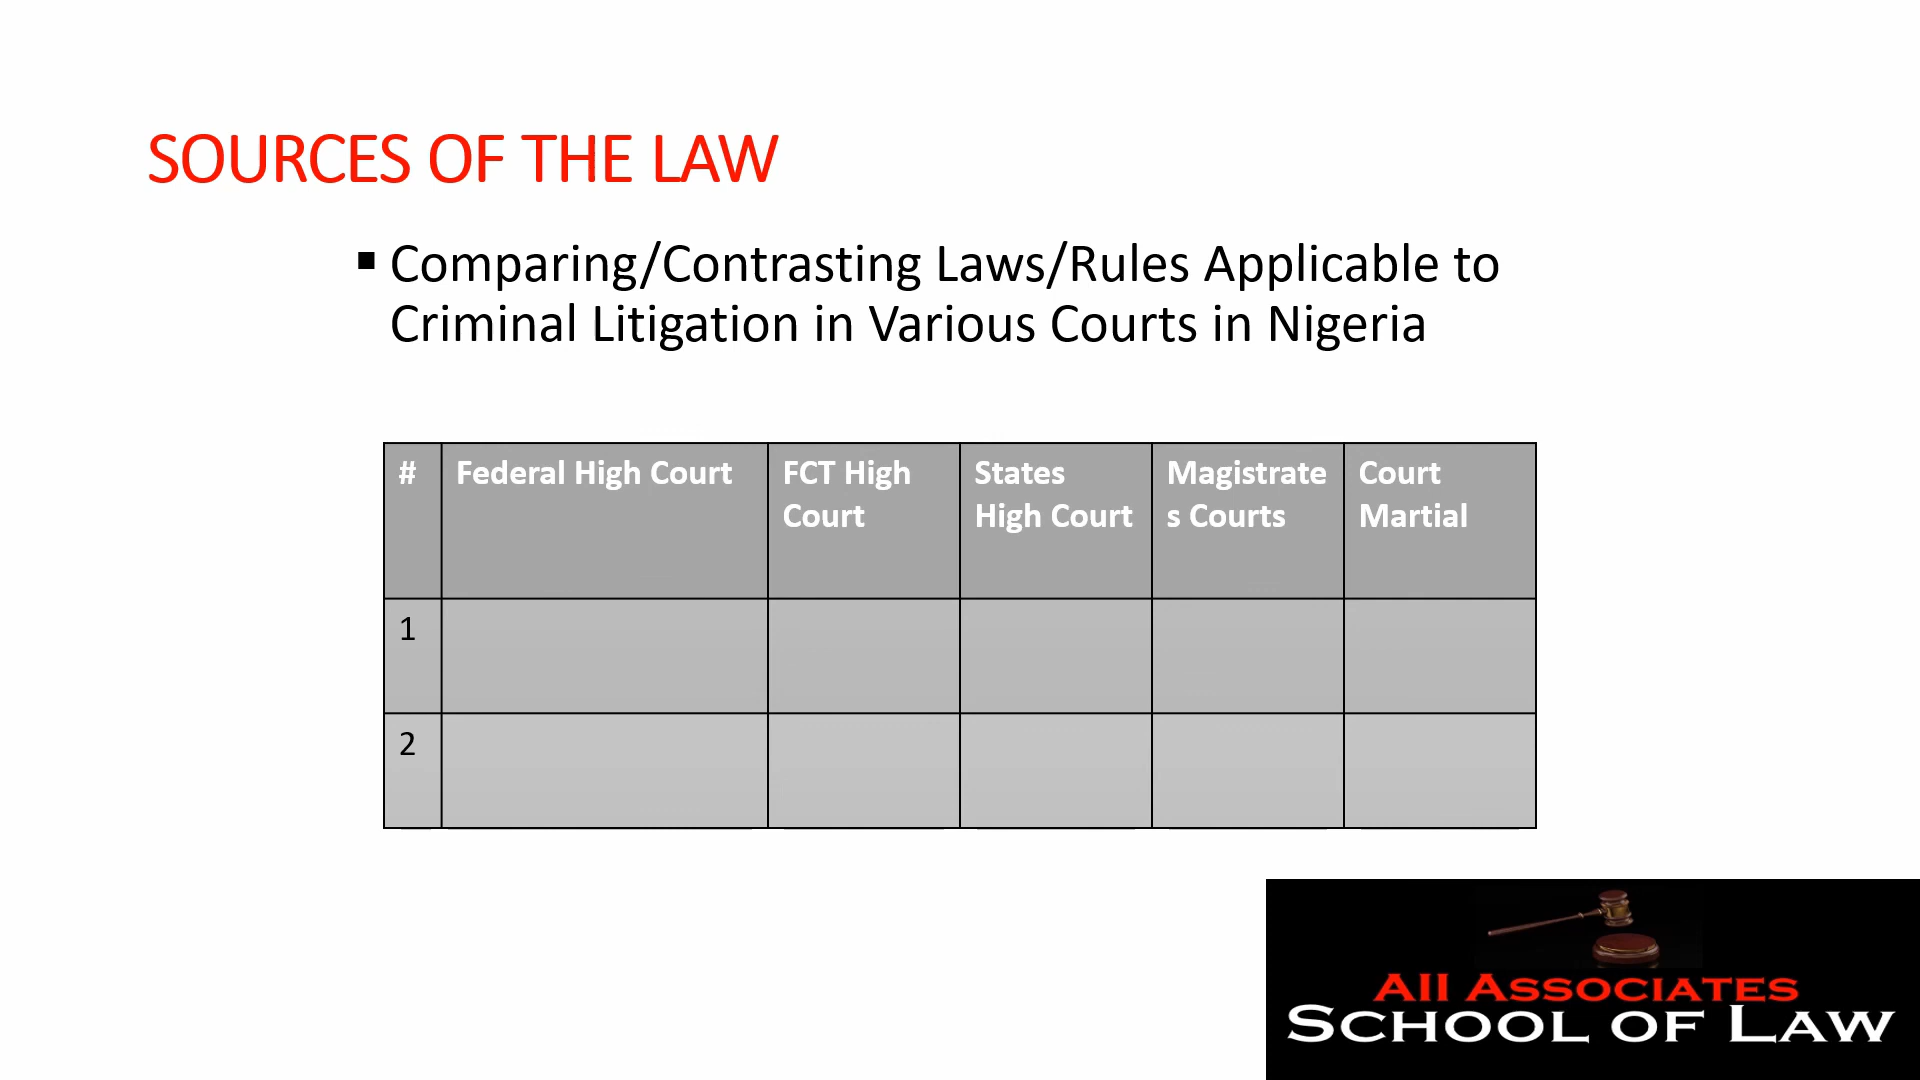 SOURCES OF THE LAW
▪ Comparing/Contrasting Laws/Rules Applicable to
Criminal Litigation in Various Courts in Nigeria
# Federal High Court FCT High States Magistrate Court
Court High Court s Courts Martial
1
2
All ASSOCIATES
SCHOOL OF LAW